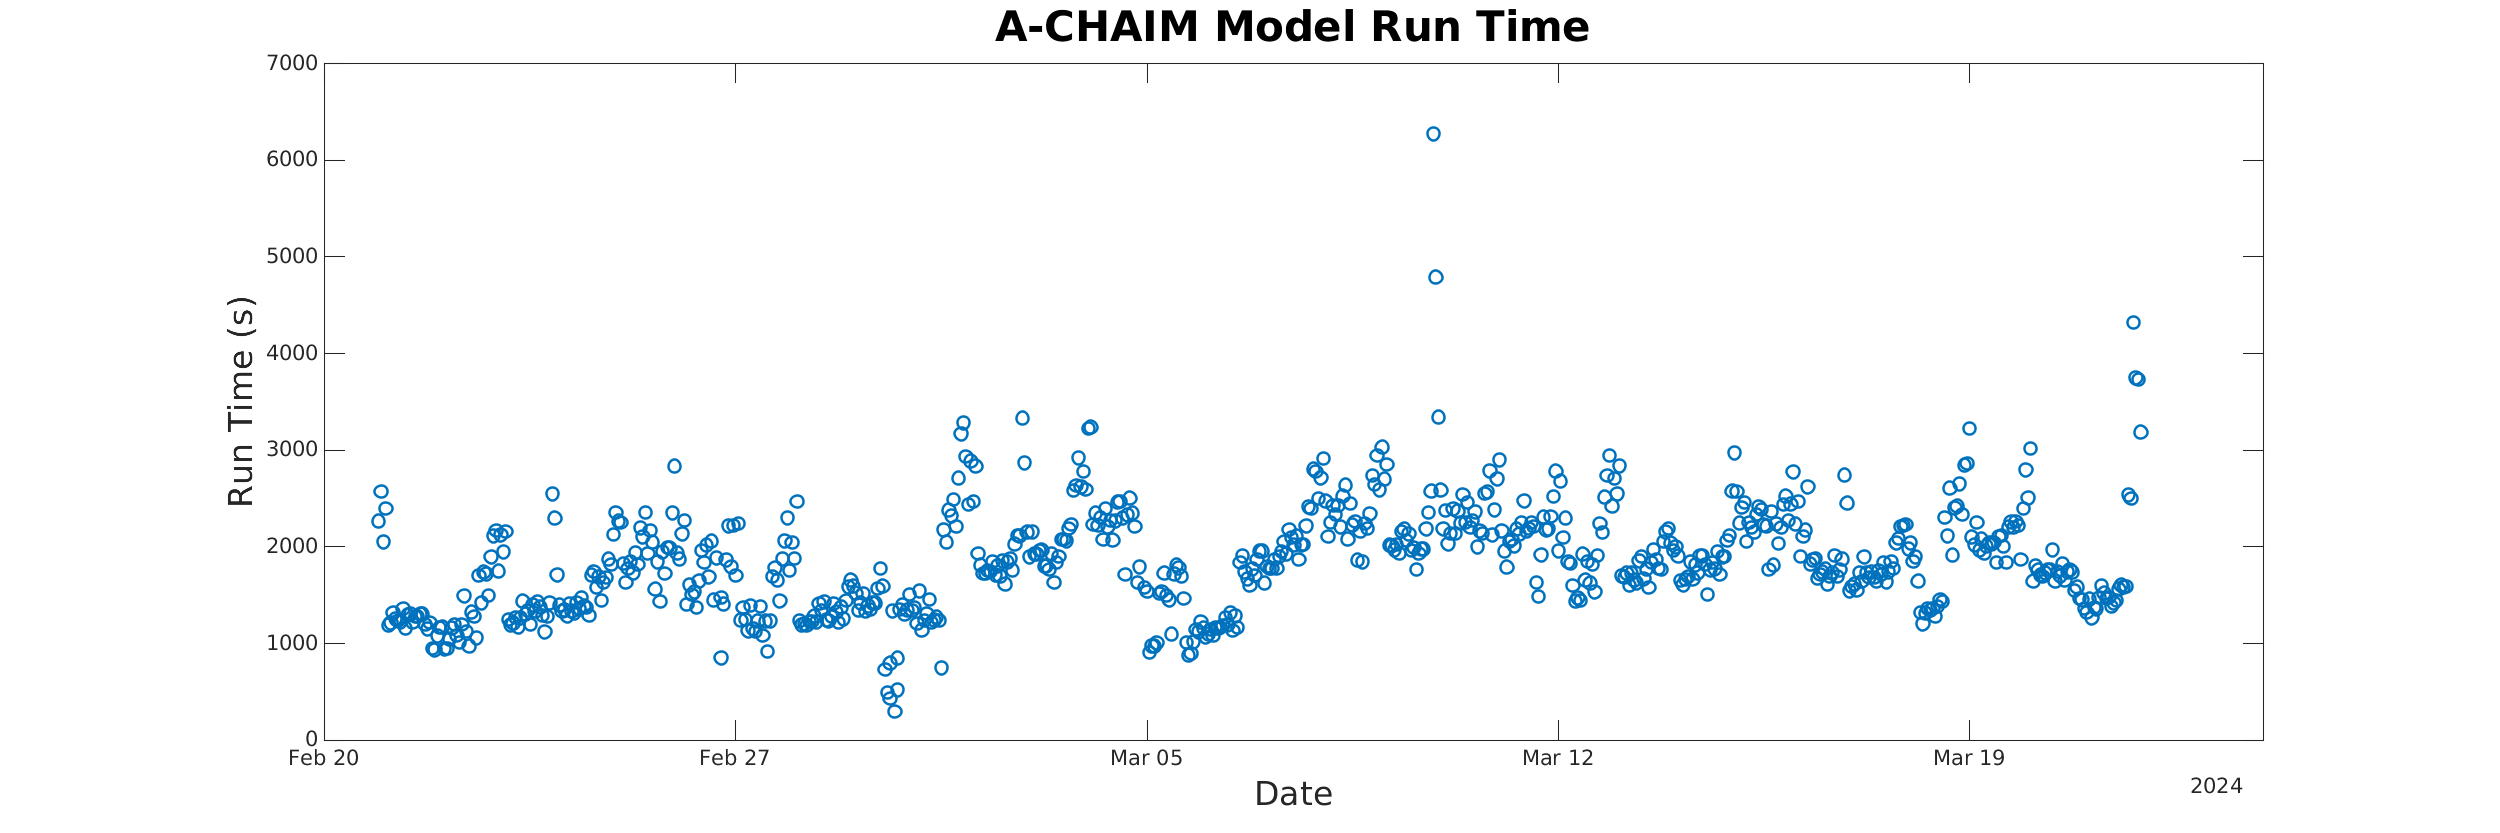 A-CHAIM Model Run Time
7000
6000
5000
4000
3000
2000
1000
0
Run Time (s)
Feb 20
Feb 27
Mar 05
Mar 12
Mar 19
2024
Date